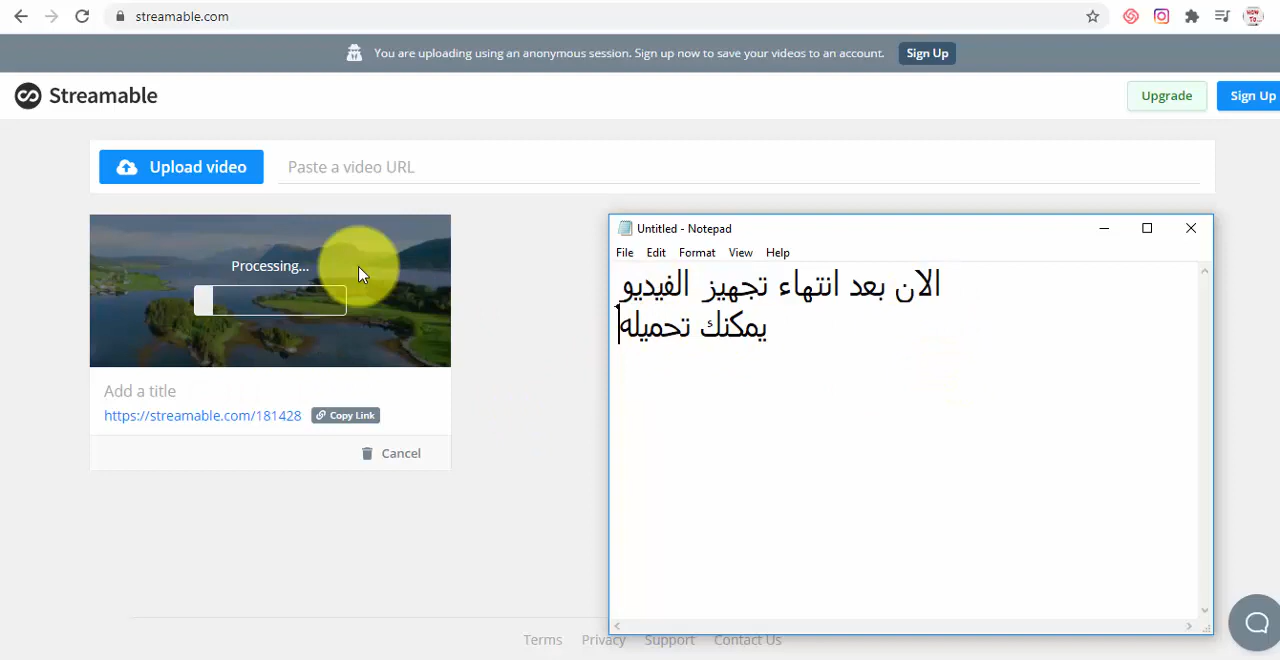 streamable.com
You are uploading using an anonymous session. Sign up now to save your videos to an account.
Sign Up
Streamable
Upgrade
Sign Up
Upload video
Paste a video URL
Processing...
Add a title
https://streamable.com/181428
Copy Link
Cancel
Untitled - Notepad
File Edit Format View Help
الان بعد انتهاء تجهيز الفيديو
يمكنك تحميله
Terms Privacy Support Contact Us